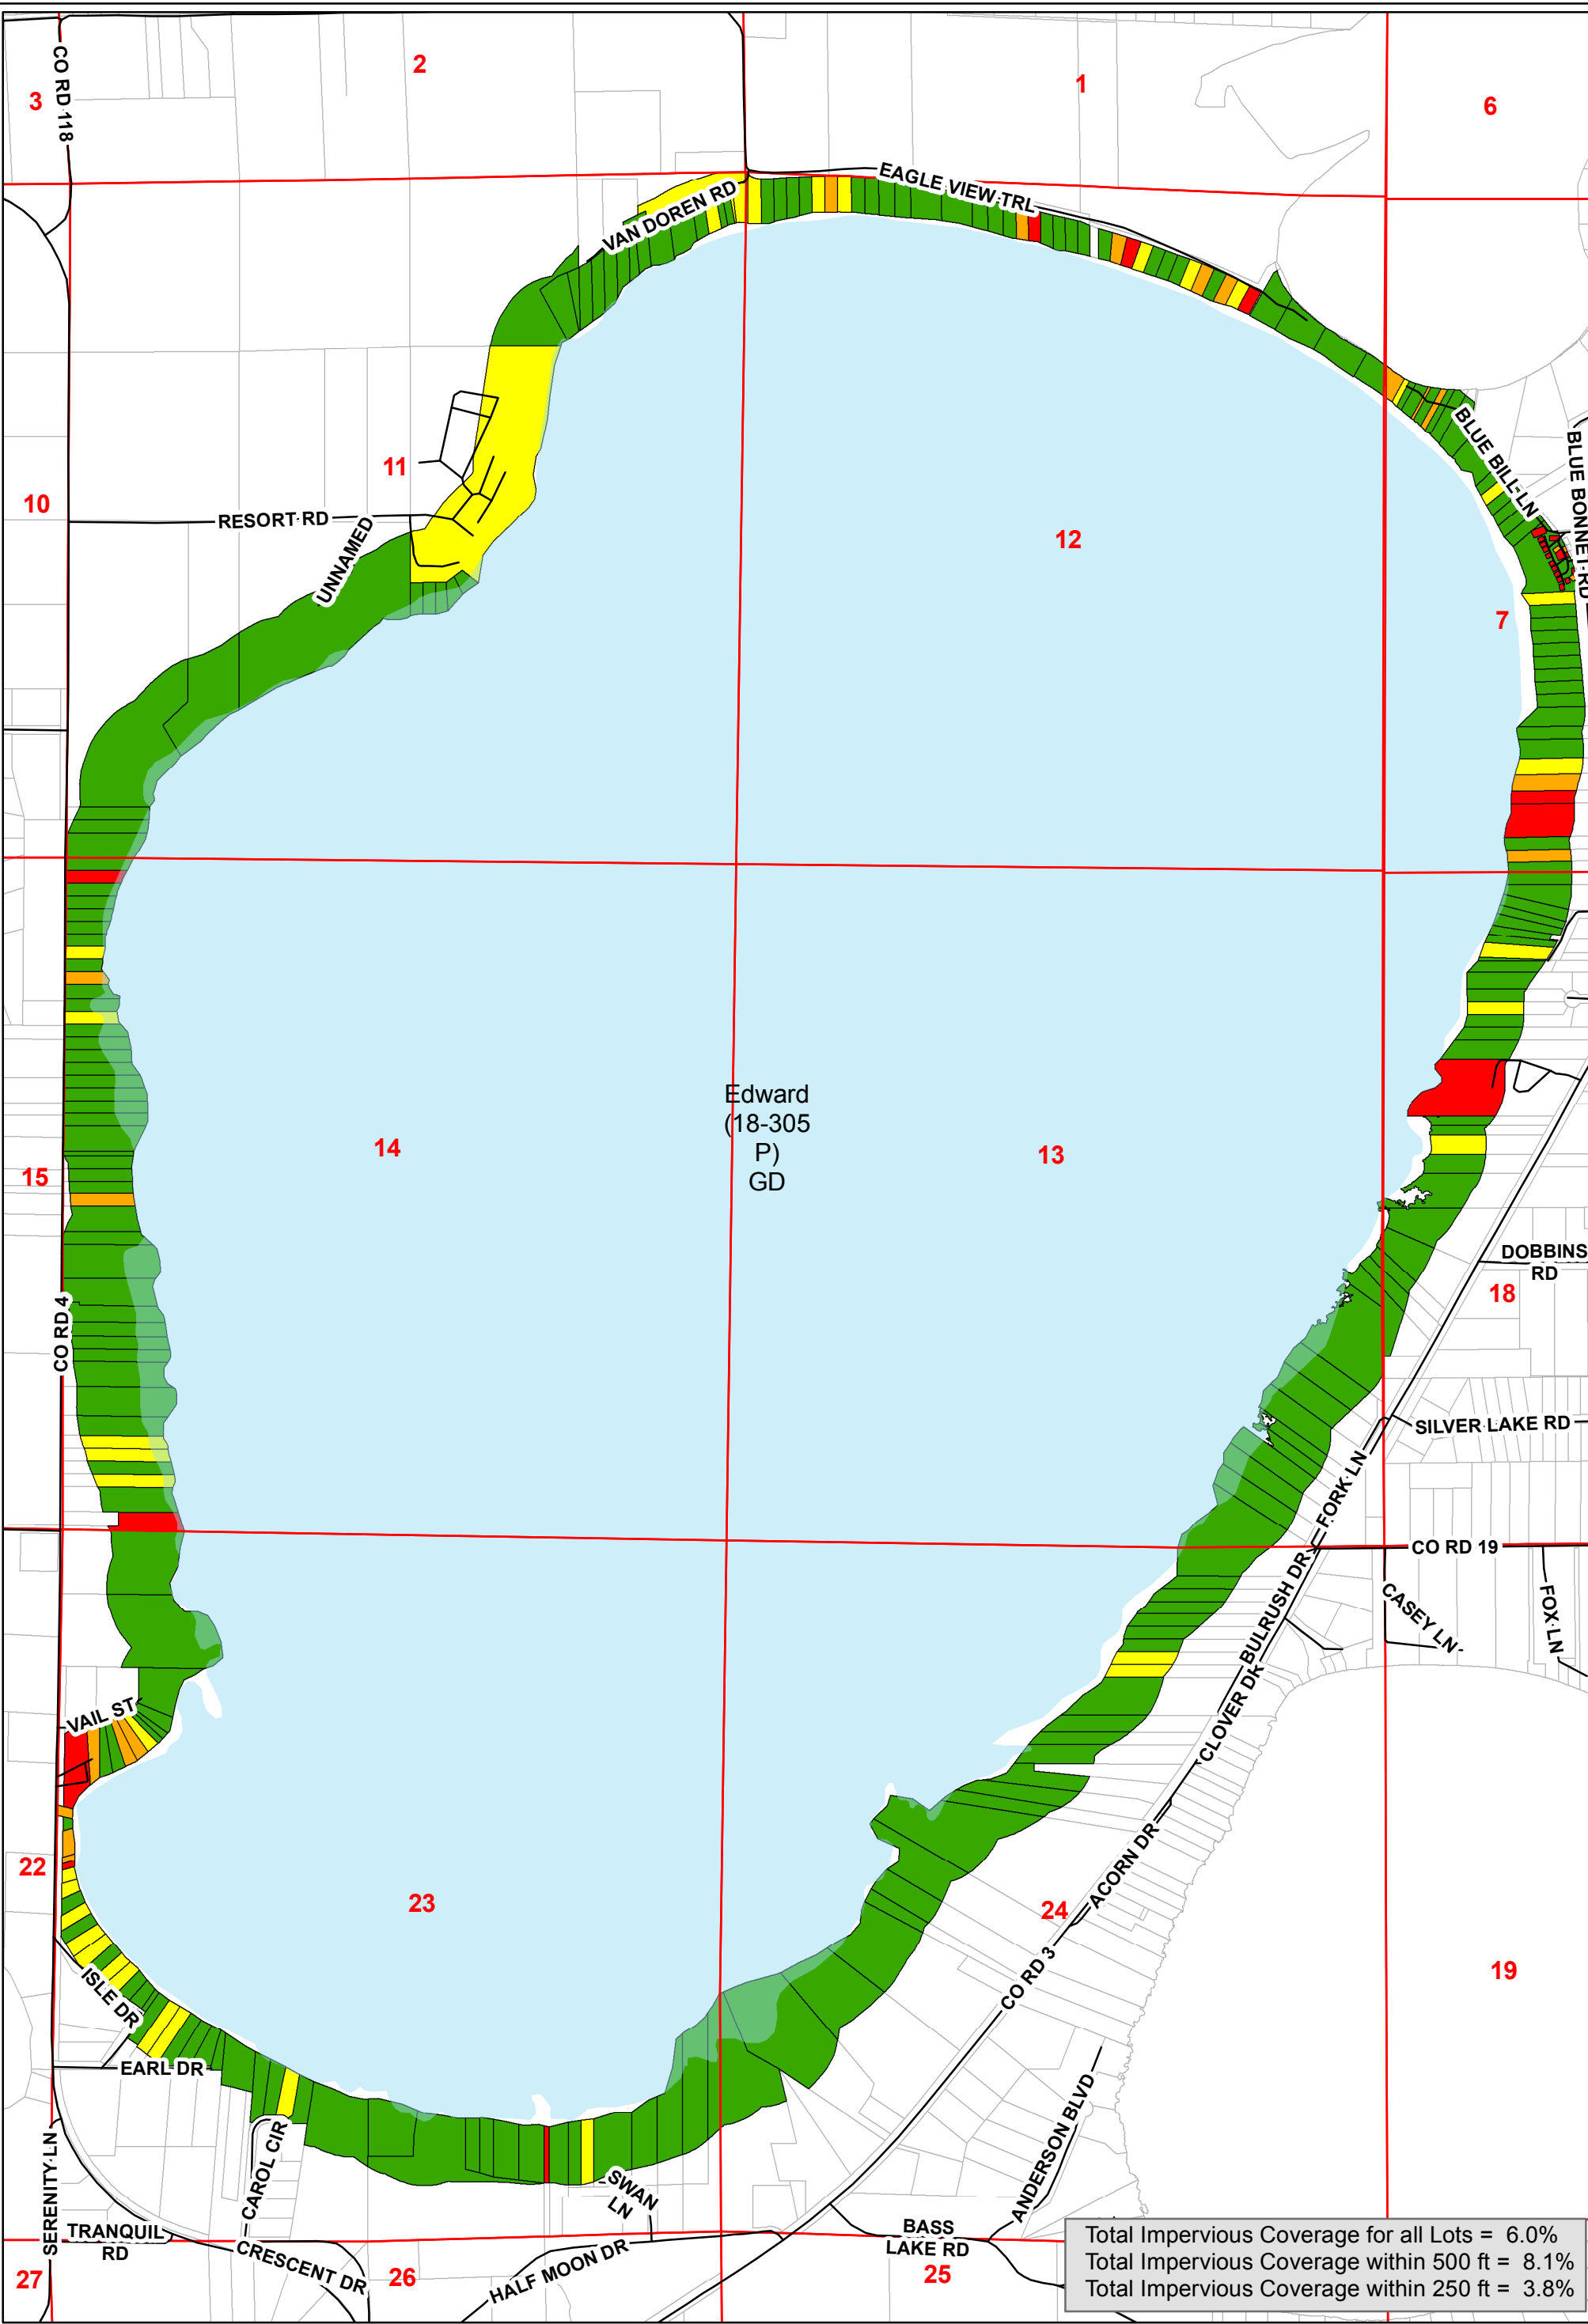 2
1
3
6
CO RD 118
EAGLE VIEW TRL
VAN DOREN RD
BLUE BILL LN
BLUE BONNET RD
11
10
RESORT RD
UNNAMED
12
7
Edward
(18-305
P)
GD
14
13
15
DOBBINS
RD
18
CO RD 4
SILVER LAKE RD
FORK LN
CO RD 19
BULRUSH DR
CASEY LN
FOX LN
CLOVER DR
VAIL ST
22
23
ACORN DR
24
CO RD 3
19
ISLE DR
EARL DR
ANDERSON BLVD
CAROL CIR
SERENITY LN
SWAN
LN
TRANQUIL
RD
BASS
LAKE RD
CRESCENT DR
HALF MOON DR
27
26
25
Total Impervious Coverage for all Lots = 6.0%
Total Impervious Coverage within 500 ft = 8.1%
Total Impervious Coverage within 250 ft = 3.8%